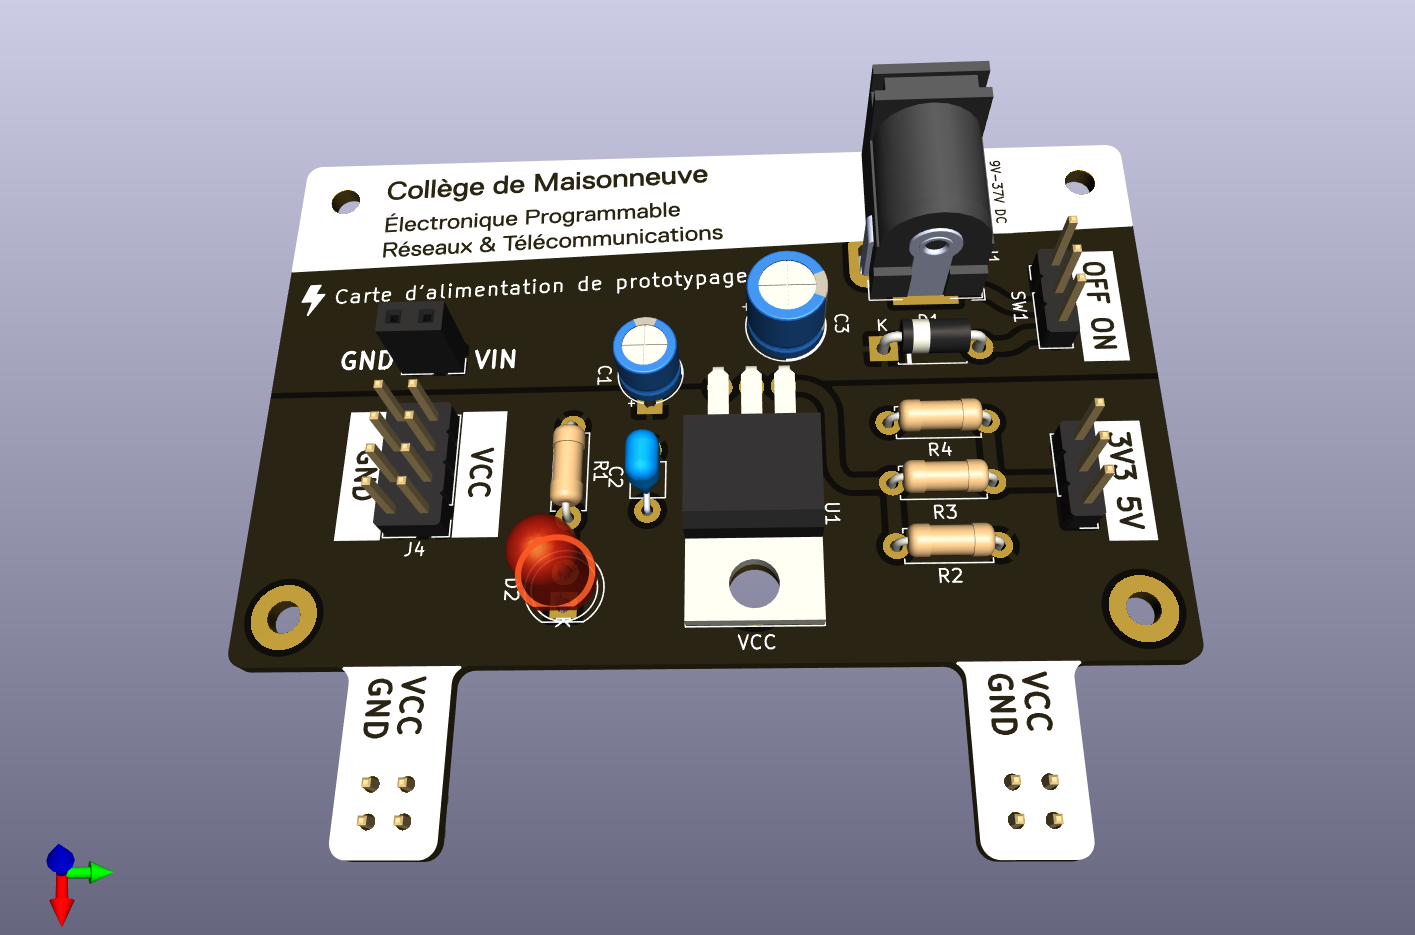 Collège de Maisonneuve
Électronique Programmable
Réseaux & Télécommunications
Carte d'alimentation de prototypage
9V-37V DC
C3
K
SW1
OFF ON
GND
VIN
C1
+
GND
VCC
J4
R1
C2
U1
R4
R3
R2
3V3 5V
D2
K
VCC
VCC
GND
VCC
GND